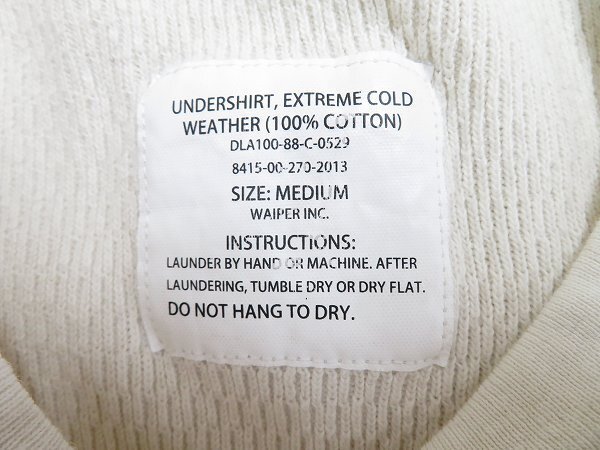 UNDERSHIRT, EXTREME COLD
WEATHER (100% COTTON)
DLA100-88-C-0529
8415-00-270-2013
SIZE: MEDIUM
WAIPER INC.
INSTRUCTIONS:
LAUNDER BY HAND OR MACHINE. AFTER
LAUNDERING, TUMBLE DRY OR DRY FLAT.
DO NOT HANG TO DRY.